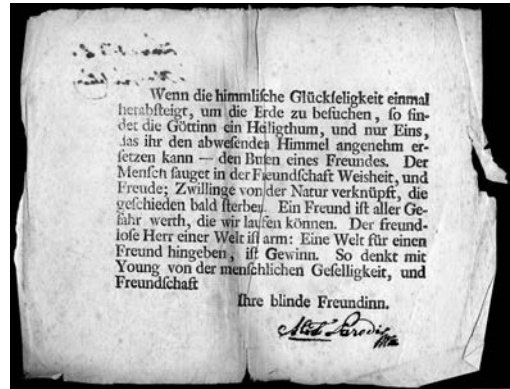 Wenn die himmliſche Glückſeligkeit einmal
herabſteigt, um die Erde zu beſuchen, ſo fin-
det die Göttinn ein Heiligthum, und nur Eins,
das ihr den abweſenden Himmel angenehm er-
ſetzen kann — den Buſen eines Freundes. Der
Menſch ſauget in der Freundſchaft Weisheit, und
Freude; Zwillinge von der Natur verknüpft, die
geſchieden bald ſterben. Ein Freund iſt aller Ge-
fahr werth, die wir laufen können. Der freund-
loſe Herr einer Welt iſt arm: Eine Welt für einen
Freund hingeben, iſt Gewinn. So denkt mit
Young von der menſchlichen Geſelligkeit, und
Freundſchaft
Ihre blinde Freundinn.
Paradis